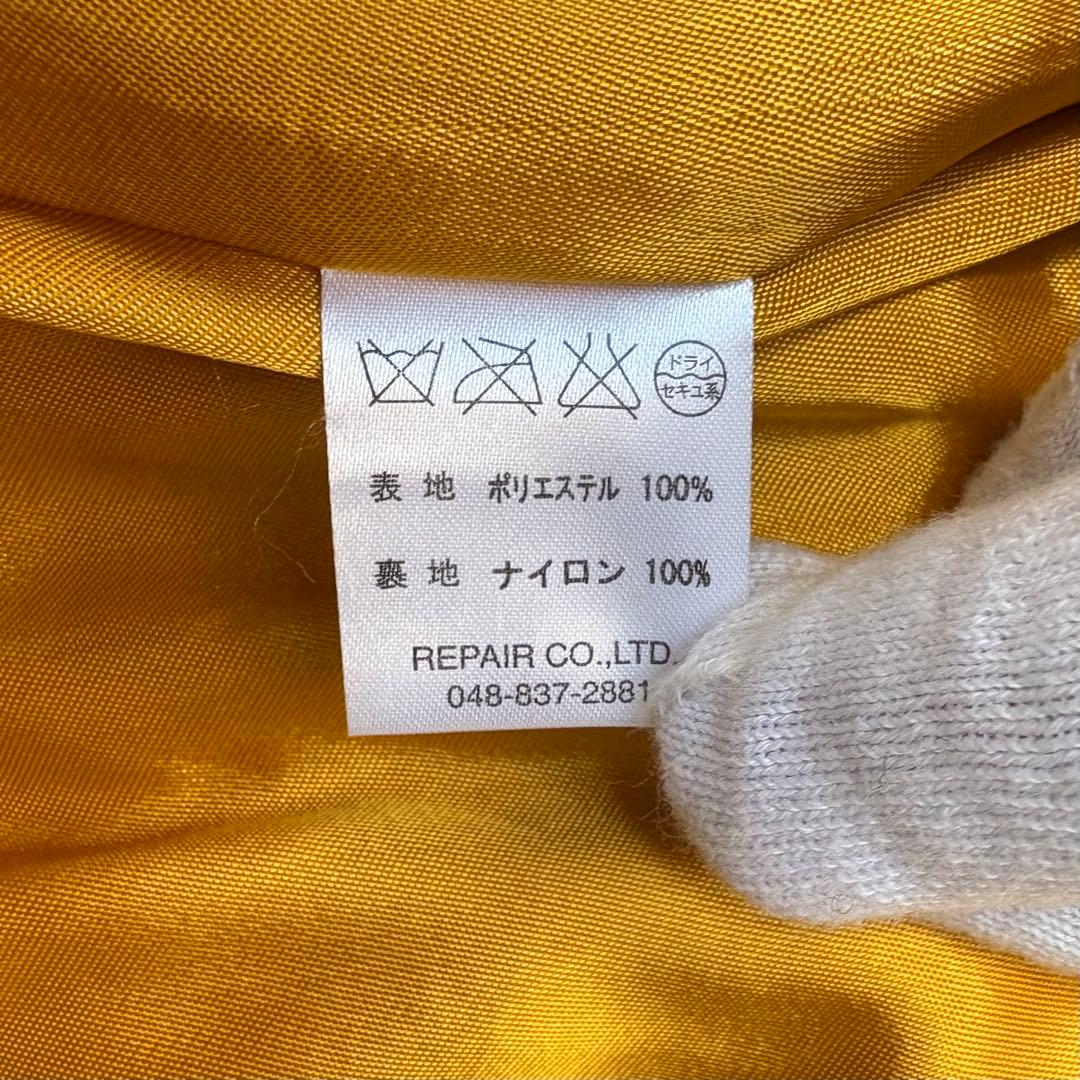 ドライ
セキユ系
表地 ポリエステル 100%
裏地 ナイロン 100%
REPAIR CO.,LTD.
048-837-2881